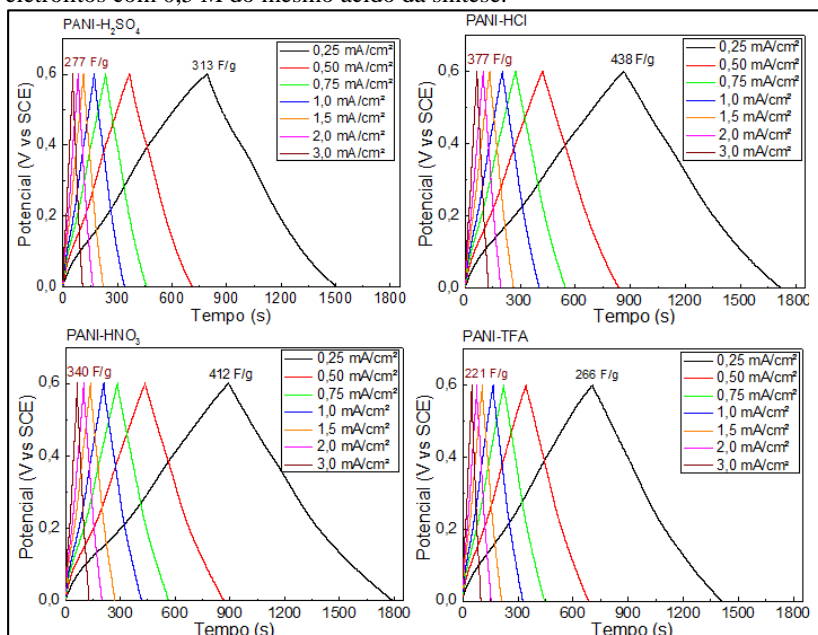 eletrólitos com 0,5 M do mesmo ácido da síntese.
PANI-H₂SO₄
277 F/g
313 F/g
0,25 mA/cm²
0,50 mA/cm²
0,75 mA/cm²
1,0 mA/cm²
1,5 mA/cm²
2,0 mA/cm²
3,0 mA/cm²
Potencial (V vs SCE)
0,6
0,4
0,2
0,0
0 300 600 900 1200 1500 1800
Tempo (s)
PANI-HCl
377 F/g
438 F/g
0,25 mA/cm²
0,50 mA/cm²
0,75 mA/cm²
1,0 mA/cm²
1,5 mA/cm²
2,0 mA/cm²
3,0 mA/cm²
Potencial (V vs SCE)
0,6
0,4
0,2
0,0
0 300 600 900 1200 1500 1800
Tempo (s)
PANI-HNO₃
340 F/g
412 F/g
0,25 mA/cm²
0,50 mA/cm²
0,75 mA/cm²
1,0 mA/cm²
1,5 mA/cm²
2,0 mA/cm²
3,0 mA/cm²
Potencial (V vs SCE)
0,6
0,4
0,2
0,0
0 300 600 900 1200 1500 1800
Tempo (s)
PANI-TFA
221 F/g
266 F/g
0,25 mA/cm²
0,50 mA/cm²
0,75 mA/cm²
1,0 mA/cm²
1,5 mA/cm²
2,0 mA/cm²
3,0 mA/cm²
Potencial (V vs SCE)
0,6
0,4
0,2
0,0
0 300 600 900 1200 1500 1800
Tempo (s)